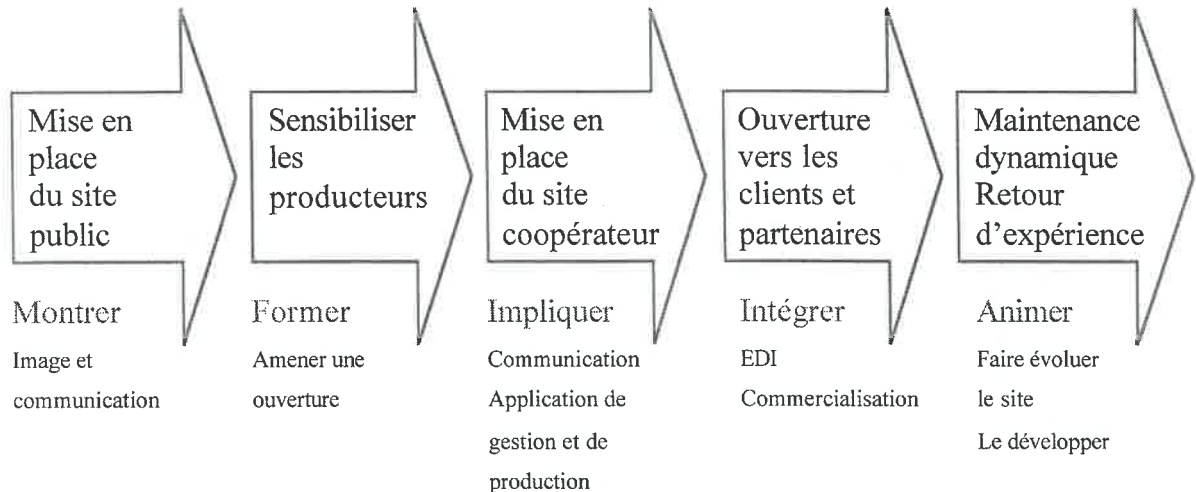 Mise en
place
du site
public
Sensibiliser
les
producteurs
Mise en
place
du site
coopérateur
Ouverture
vers les
clients et
partenaires
Maintenance
dynamique
Retour
d'expérience
Montrer
Image et
communication
Former
Amener une
ouverture
Impliquer
Communication
Application de
gestion et de
production
Intégrer
EDI
Commercialisation
Animer
Faire évoluer
le site
Le développer